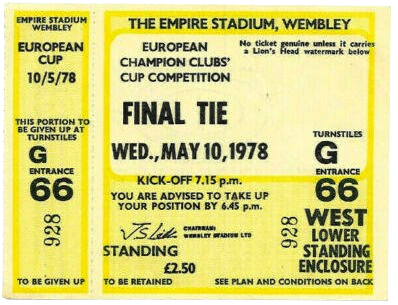 EMPIRE STADIUM
WEMBLEY
EUROPEAN
CUP
10/5/78
THIS PORTION TO
BE GIVEN UP AT
TURNSTILES
G
ENTRANCE
66
928
TO BE GIVEN UP
THE EMPIRE STADIUM, WEMBLEY
EUROPEAN
CHAMPION CLUBS'
CUP COMPETITION
No ticket genuine unless it carries
a Lion's Head watermark below
FINAL TIE
WED., MAY 10, 1978
KICK-OFF 7.15 p.m.
YOU ARE ADVISED TO TAKE UP
YOUR POSITION BY 6.45 p.m.
CHAIRMAN:
WEMBLEY STADIUM LTD
STANDING
£2.50
TO BE RETAINED
TURNSTILES
G
ENTRANCE
66
928
WEST
LOWER
STANDING
ENCLOSURE
SEE PLAN AND CONDITIONS ON BACK